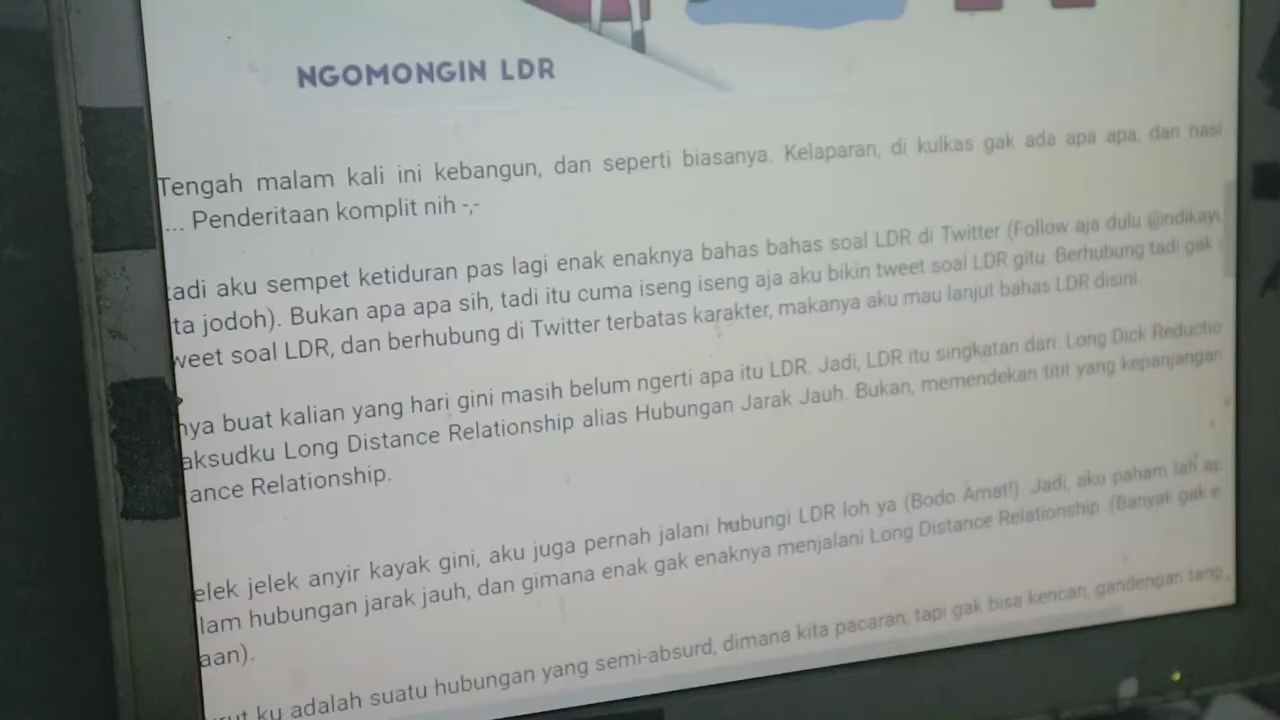 NGOMONGIN LDR
Tengah malam kali ini kebangun, dan seperti biasanya. Kelaparan, di kulkas gak ada apa apa, dan nasi
... Penderitaan komplit nih -,-
tadi aku sempet ketiduran pas lagi enak enaknya bahas bahas soal LDR di Twitter (Follow aja dulu
ta jodoh). Bukan apa apa sih, tadi itu cuma iseng iseng aja aku bikin tweet soal LDR gitu. Berhubung tadi gak
weet soal LDR, dan berhubung di Twitter terbatas karakter, makanya aku mau lanjut bahas LDR disini.
nya buat kalian yang hari gini masih belum ngerti apa itu LDR. Jadi, LDR itu singkatan dari: Long Dick Reductio
aksudku Long Distance Relationship alias Hubungan Jarak Jauh. Bukan, memendekan titit yang kepanjangan
ance Relationship.
elek jelek anyir kayak gini, aku juga pernah jalani hubungi LDR loh ya (Bodo Amat!). Jadi, aku paham lah
lam hubungan jarak jauh, dan gimana enak gak enaknya menjalani Long Distance Relationship. (Banyak gak e
aan).
rut ku adalah suatu hubungan yang semi-absurd, dimana kita pacaran, tapi gak bisa kencan, gandengan tang